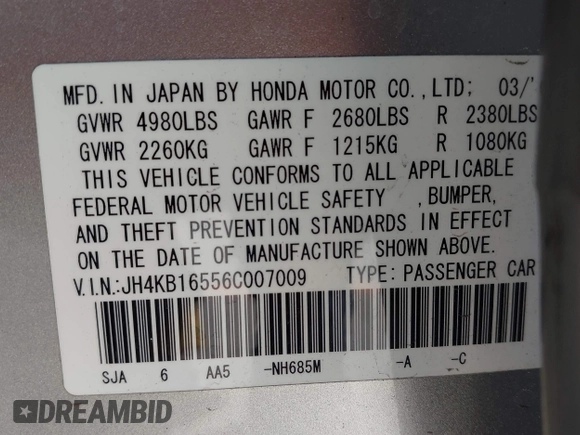 MFD. IN JAPAN BY HONDA MOTOR CO.,LTD; 03/'
GVWR 4980LBS GAWR F 2680LBS R 2380LBS
GVWR 2260KG GAWR F 1215KG R 1080KG
THIS VEHICLE CONFORMS TO ALL APPLICABLE
FEDERAL MOTOR VEHICLE SAFETY , BUMPER,
AND THEFT PREVENTION STANDARDS IN EFFECT
ON THE DATE OF MANUFACTURE SHOWN ABOVE.
V.I.N.:JH4KB16556C007009 TYPE: PASSENGER CAR
SJA 6 AA5 -NH685M -A -C
DREAMBID